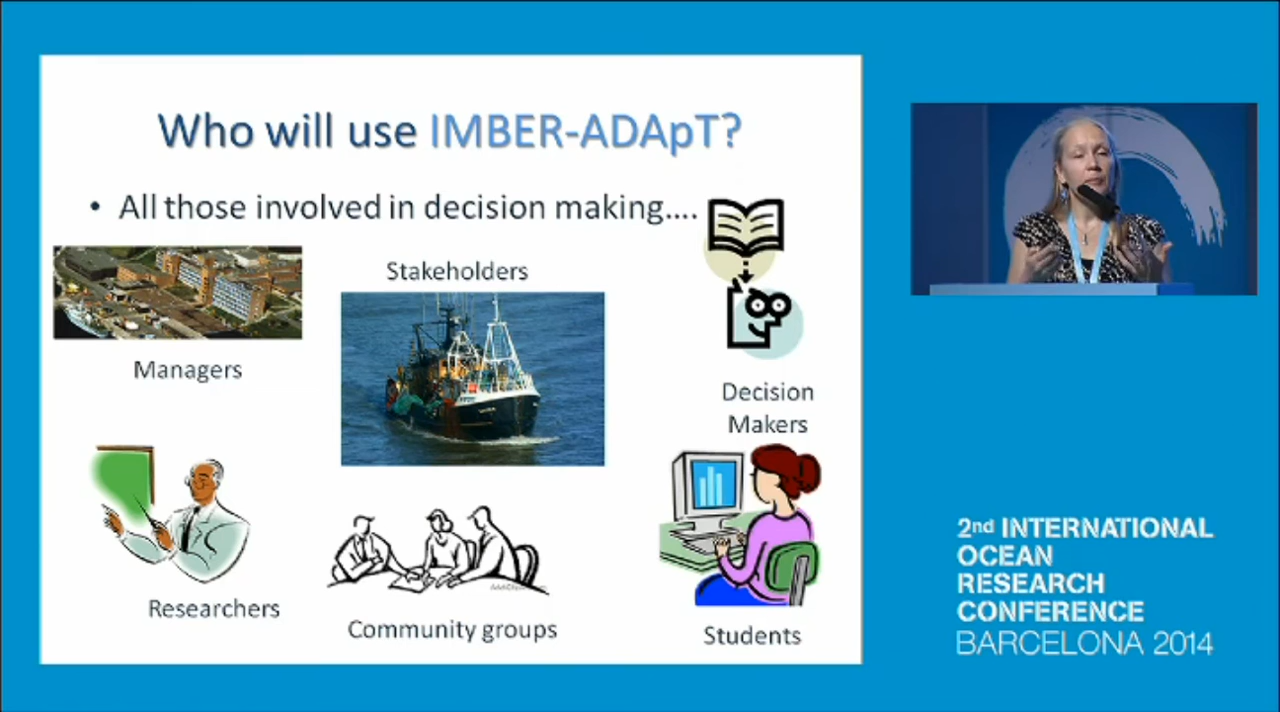 Who will use IMBER-ADApT?
• All those involved in decision making....
Stakeholders
Managers
Decision
Makers
Researchers
Community groups
Students
2nd INTERNATIONAL
OCEAN
RESEARCH
CONFERENCE
BARCELONA 2014